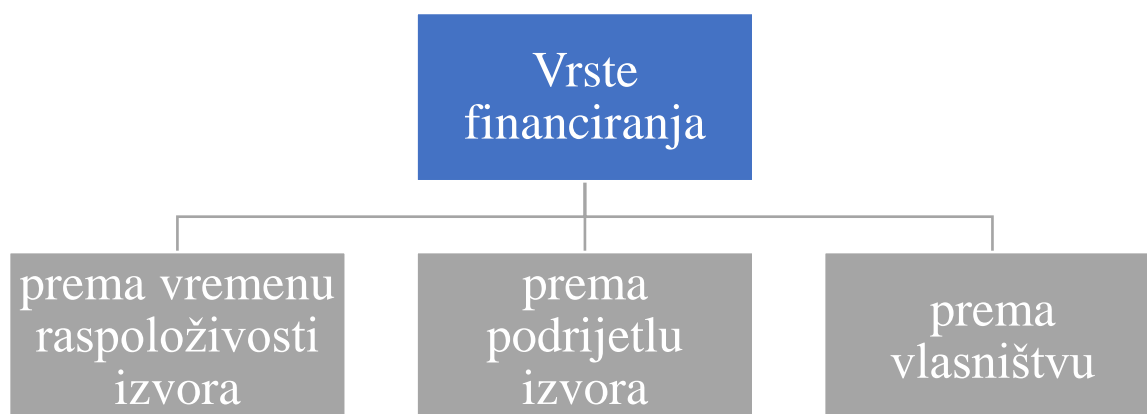 Vrste
financiranja
prema vremenu
raspoloživosti
izvora
prema
podrijetlu
izvora
prema
vlasništvu